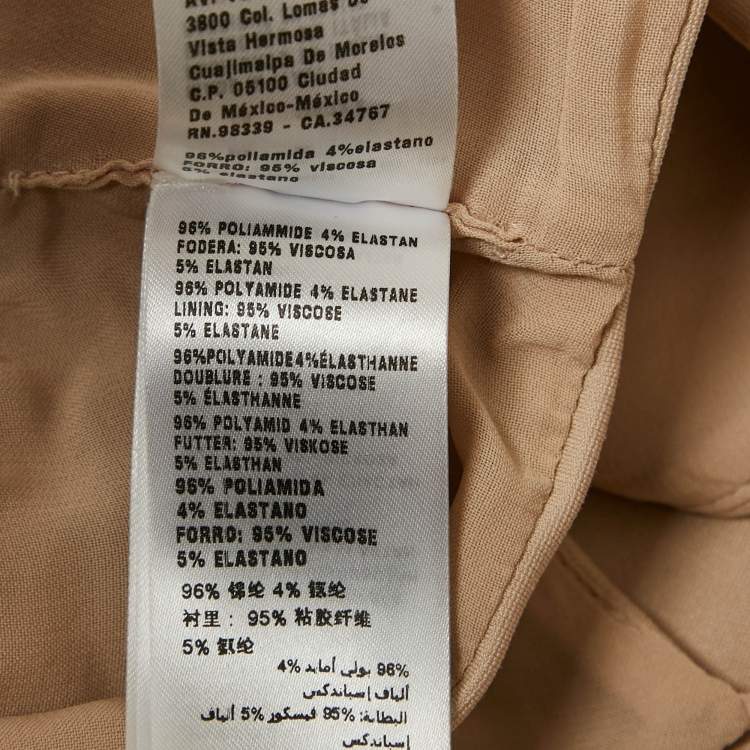 3800 Col. Lomas De
Vista Hermosa
Cuajimalpa De Morelos
C.P. 05100 Ciudad
De México-México
RN.98339 - CA.34767
96%poliamida 4%elastano
FORRO: 95% viscosa
5% elastano
96% POLIAMMIDE 4% ELASTAN
FODERA: 95% VISCOSA
5% ELASTAN
96% POLYAMIDE 4% ELASTANE
LINING: 95% VISCOSE
5% ELASTANE
96%POLYAMIDE4%ÉLASTHANNE
DOUBLURE : 95% VISCOSE
5% ÉLASTHANNE
96% POLYAMID 4% ELASTHAN
FUTTER: 95% VISKOSE
5% ELASTHAN
96% POLIAMIDA
4% ELASTANO
FORRO: 95% VISCOSE
5% ELASTANO
96% 锦纶 4% 氨纶
衬里：95% 粘胶纤维
5% 氨纶
96% بولي أمايد 4%
ألياف إسباندكس
البطانة: 95% فيسكوز 5% ألياف
إسباندكس